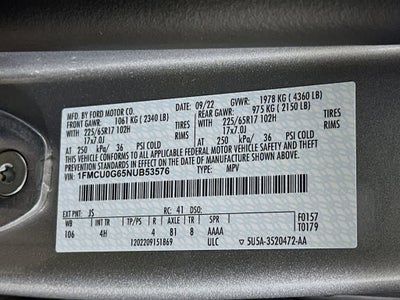 MFD. BY FORD MOTOR CO.
DATE: 09/22 GVWR: 1978 KG ( 4360 LB)
FRONT GAWR: 1061 KG ( 2340 LB) REAR GAWR: 975 KG ( 2150 LB)
225/65R17 102H TIRES 225/65R17 102H TIRES
17x7.0J RIMS 17x7.0J RIMS
AT 250 kPa/ 36 PSI COLD AT 250 kPa/ 36 PSI COLD
THIS VEHICLE CONFORMS TO ALL APPLICABLE FEDERAL MOTOR VEHICLE SAFETY AND THEFT
PREVENTION STANDARDS IN EFFECT ON THE DATE OF MANUFACTURE SHOWN ABOVE.
VIN: 1FMCU0G65NUB53576 TYPE: MPV
EXT PNT: JS RC: 41 DSO: F0157
WB INT TR TP/PS R AXLE TR SPR T0179
106 4H 4 81 8 AAAA
1202209151869 ULC ▽ 5U5A-3520472-AA